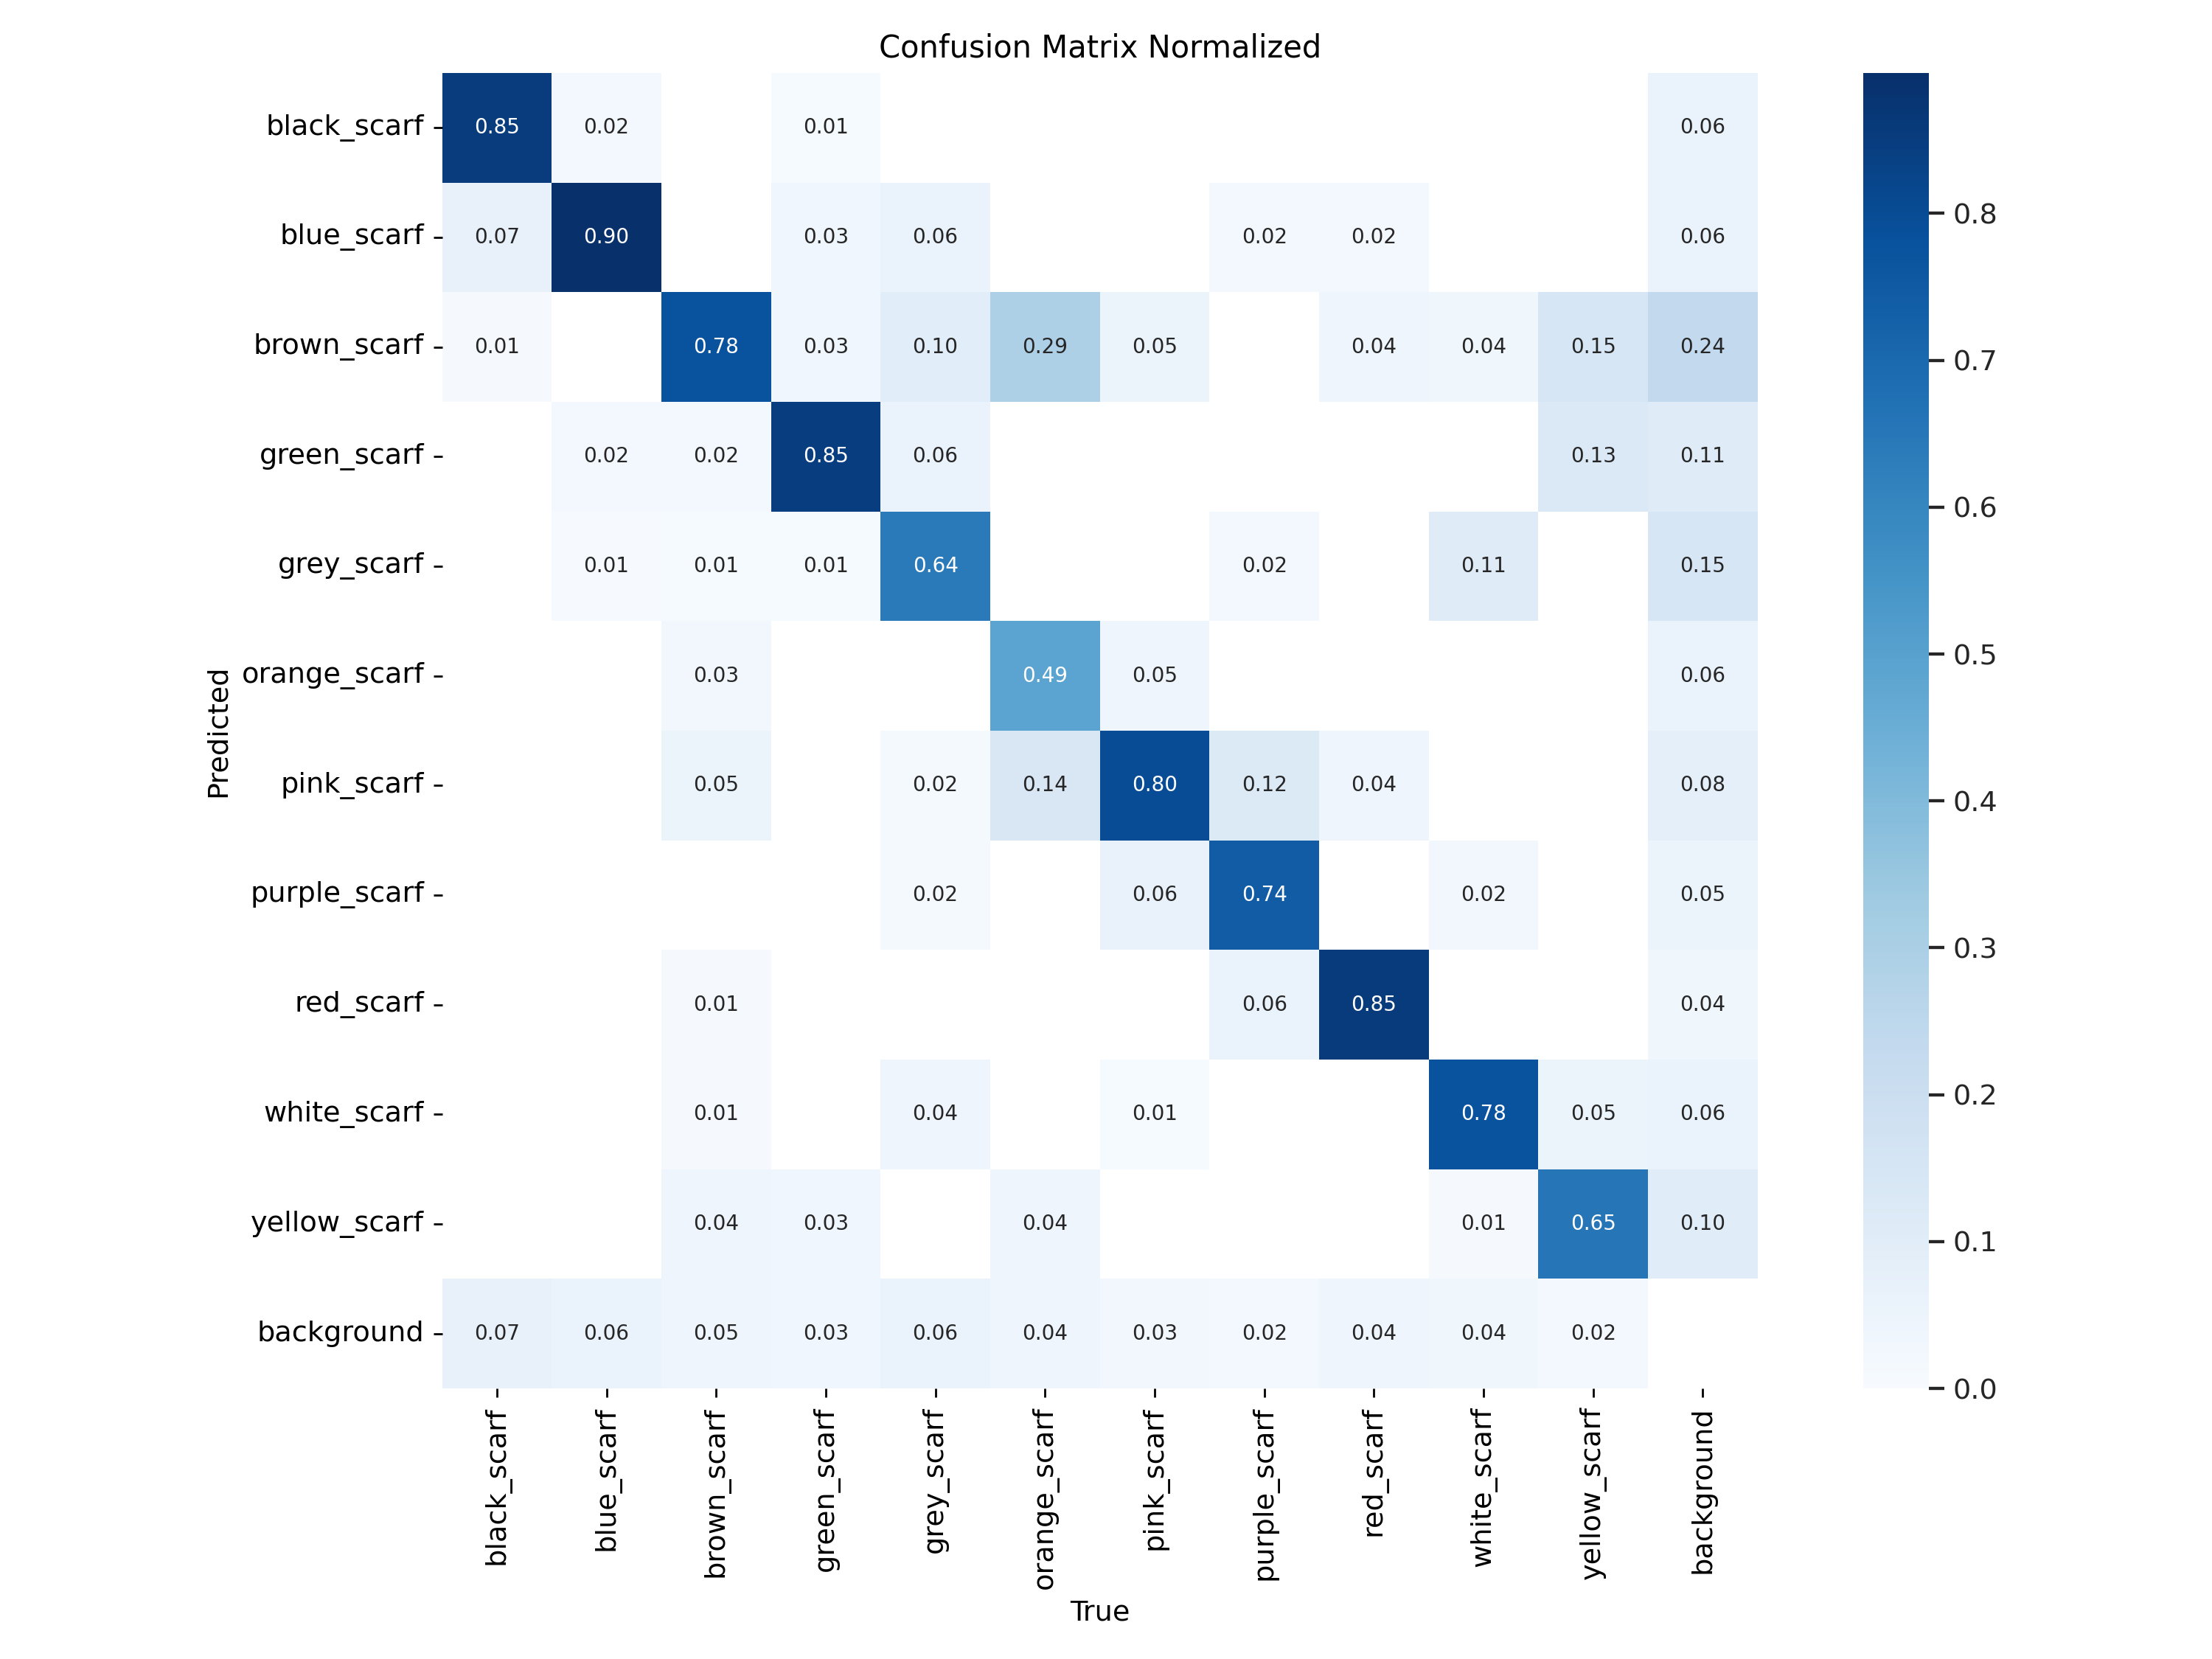 Confusion Matrix Normalized
black_scarf 0.85 0.02 0.01 0.06
blue_scarf 0.07 0.90 0.03 0.06 0.02 0.02 0.06
brown_scarf 0.01 0.78 0.03 0.10 0.29 0.05 0.04 0.04 0.15 0.24
green_scarf 0.02 0.02 0.85 0.06 0.13 0.11
grey_scarf 0.01 0.01 0.01 0.64 0.02 0.11 0.15
orange_scarf 0.03 0.49 0.05 0.06
pink_scarf 0.05 0.02 0.14 0.80 0.12 0.04 0.08
purple_scarf 0.02 0.06 0.74 0.02 0.05
red_scarf 0.01 0.06 0.85 0.04
white_scarf 0.01 0.04 0.01 0.78 0.05 0.06
yellow_scarf 0.04 0.03 0.04 0.01 0.65 0.10
background 0.07 0.06 0.05 0.03 0.06 0.04 0.03 0.02 0.04 0.04 0.02
Predicted
black_scarf blue_scarf brown_scarf green_scarf grey_scarf orange_scarf pink_scarf purple_scarf red_scarf white_scarf yellow_scarf background
True
0.8
0.7
0.6
0.5
0.4
0.3
0.2
0.1
0.0